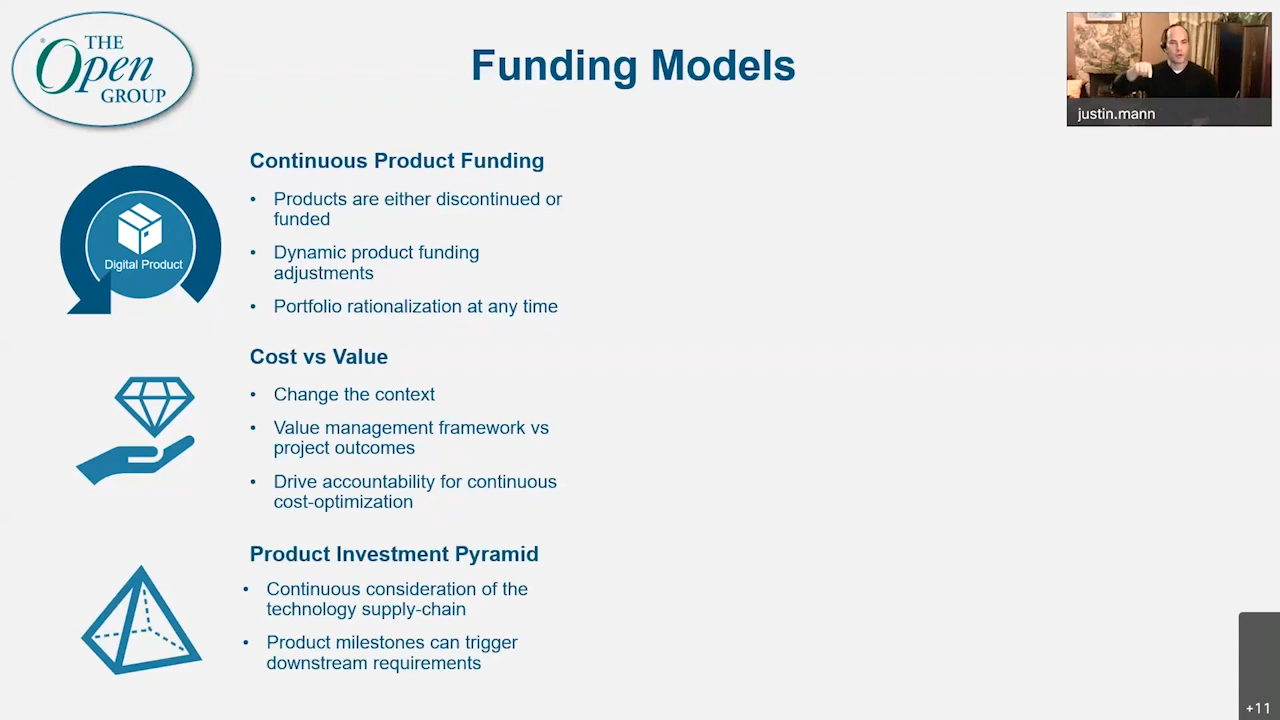 THE
Open
GROUP
®
Funding Models
justin.mann
Digital Product
Continuous Product Funding
• Products are either discontinued or
funded
• Dynamic product funding
adjustments
• Portfolio rationalization at any time
Cost vs Value
• Change the context
• Value management framework vs
project outcomes
• Drive accountability for continuous
cost-optimization
Product Investment Pyramid
• Continuous consideration of the
technology supply-chain
• Product milestones can trigger
downstream requirements
+11